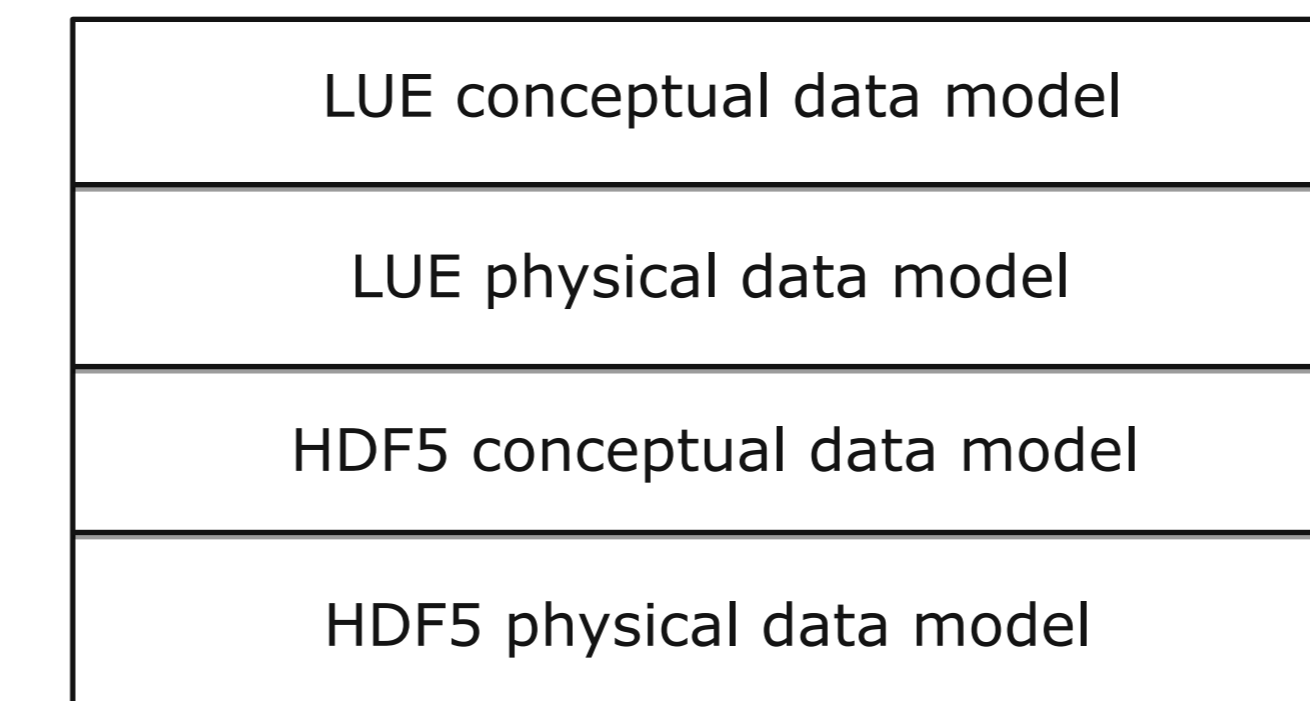 LUE conceptual data model
LUE physical data model
HDF5 conceptual data model
HDF5 physical data model